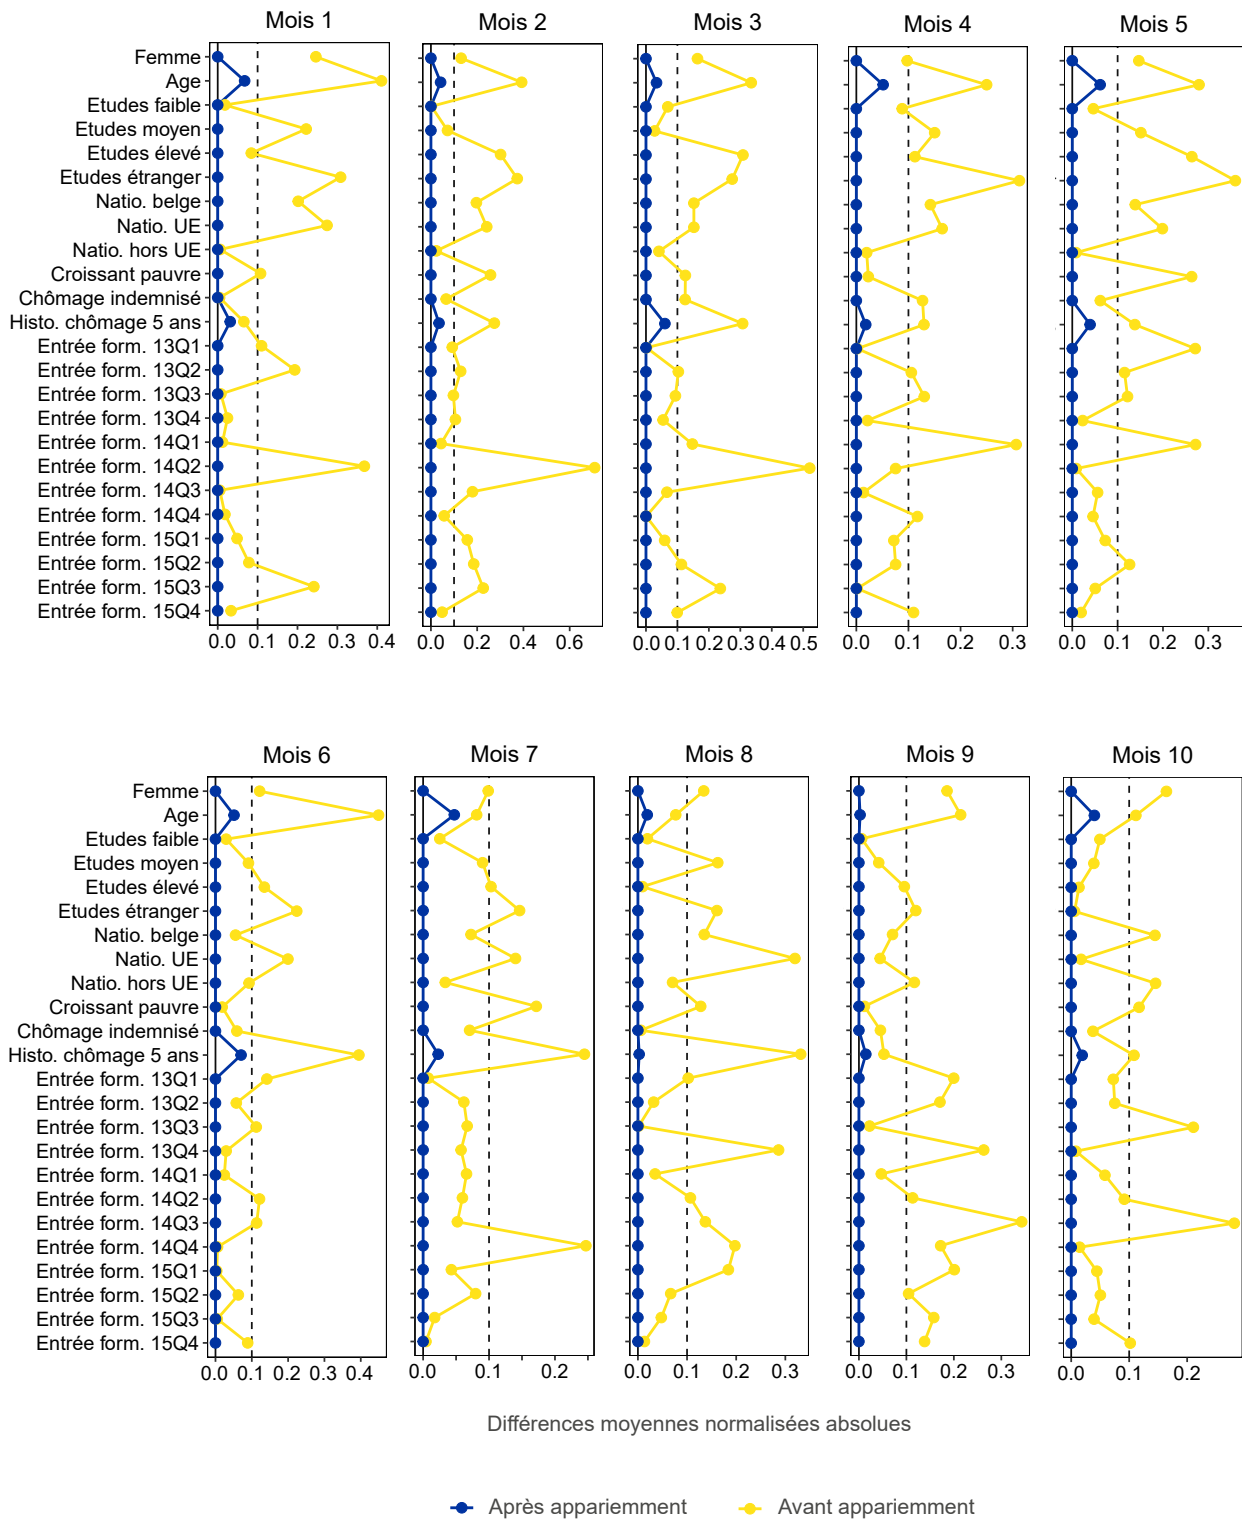 Mois 1 Mois 2 Mois 3 Mois 4 Mois 5
Femme
Age
Etudes faible
Etudes moyen
Etudes élevé
Etudes étranger
Natio. belge
Natio. UE
Natio. hors UE
Croissant pauvre
Chômage indemnisé
Histo. chômage 5 ans
Entrée form. 13Q1
Entrée form. 13Q2
Entrée form. 13Q3
Entrée form. 13Q4
Entrée form. 14Q1
Entrée form. 14Q2
Entrée form. 14Q3
Entrée form. 14Q4
Entrée form. 15Q1
Entrée form. 15Q2
Entrée form. 15Q3
Entrée form. 15Q4
0.0 0.1 0.2 0.3 0.4 0.0 0.2 0.4 0.6 0.0 0.1 0.2 0.3 0.4 0.5 0.0 0.1 0.2 0.3 0.0 0.1 0.2 0.3
Mois 6 Mois 7 Mois 8 Mois 9 Mois 10
Femme
Age
Etudes faible
Etudes moyen
Etudes élevé
Etudes étranger
Natio. belge
Natio. UE
Natio. hors UE
Croissant pauvre
Chômage indemnisé
Histo. chômage 5 ans
Entrée form. 13Q1
Entrée form. 13Q2
Entrée form. 13Q3
Entrée form. 13Q4
Entrée form. 14Q1
Entrée form. 14Q2
Entrée form. 14Q3
Entrée form. 14Q4
Entrée form. 15Q1
Entrée form. 15Q2
Entrée form. 15Q3
Entrée form. 15Q4
0.0 0.1 0.2 0.3 0.4 0.0 0.1 0.2 0.0 0.1 0.2 0.3 0.0 0.1 0.2 0.3 0.0 0.1 0.2
Différences moyennes normalisées absolues
Après appariemment Avant appariemment